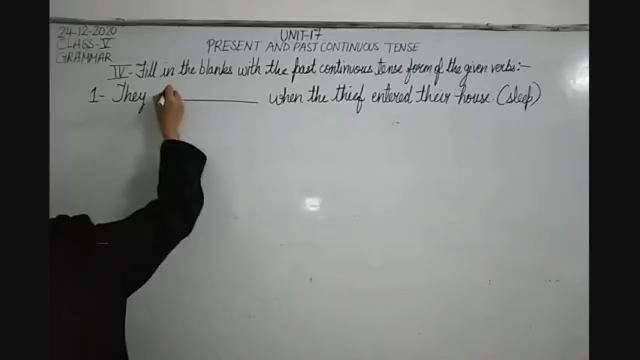 24-12-2020
CLASS-V
GRAMMAR
UNIT-17
PRESENT AND PAST CONTINUOUS TENSE
IV- Fill in the blanks with the past continuous tense form of the given verbs:-
1- They ____________ when the thief entered their house (sleep)